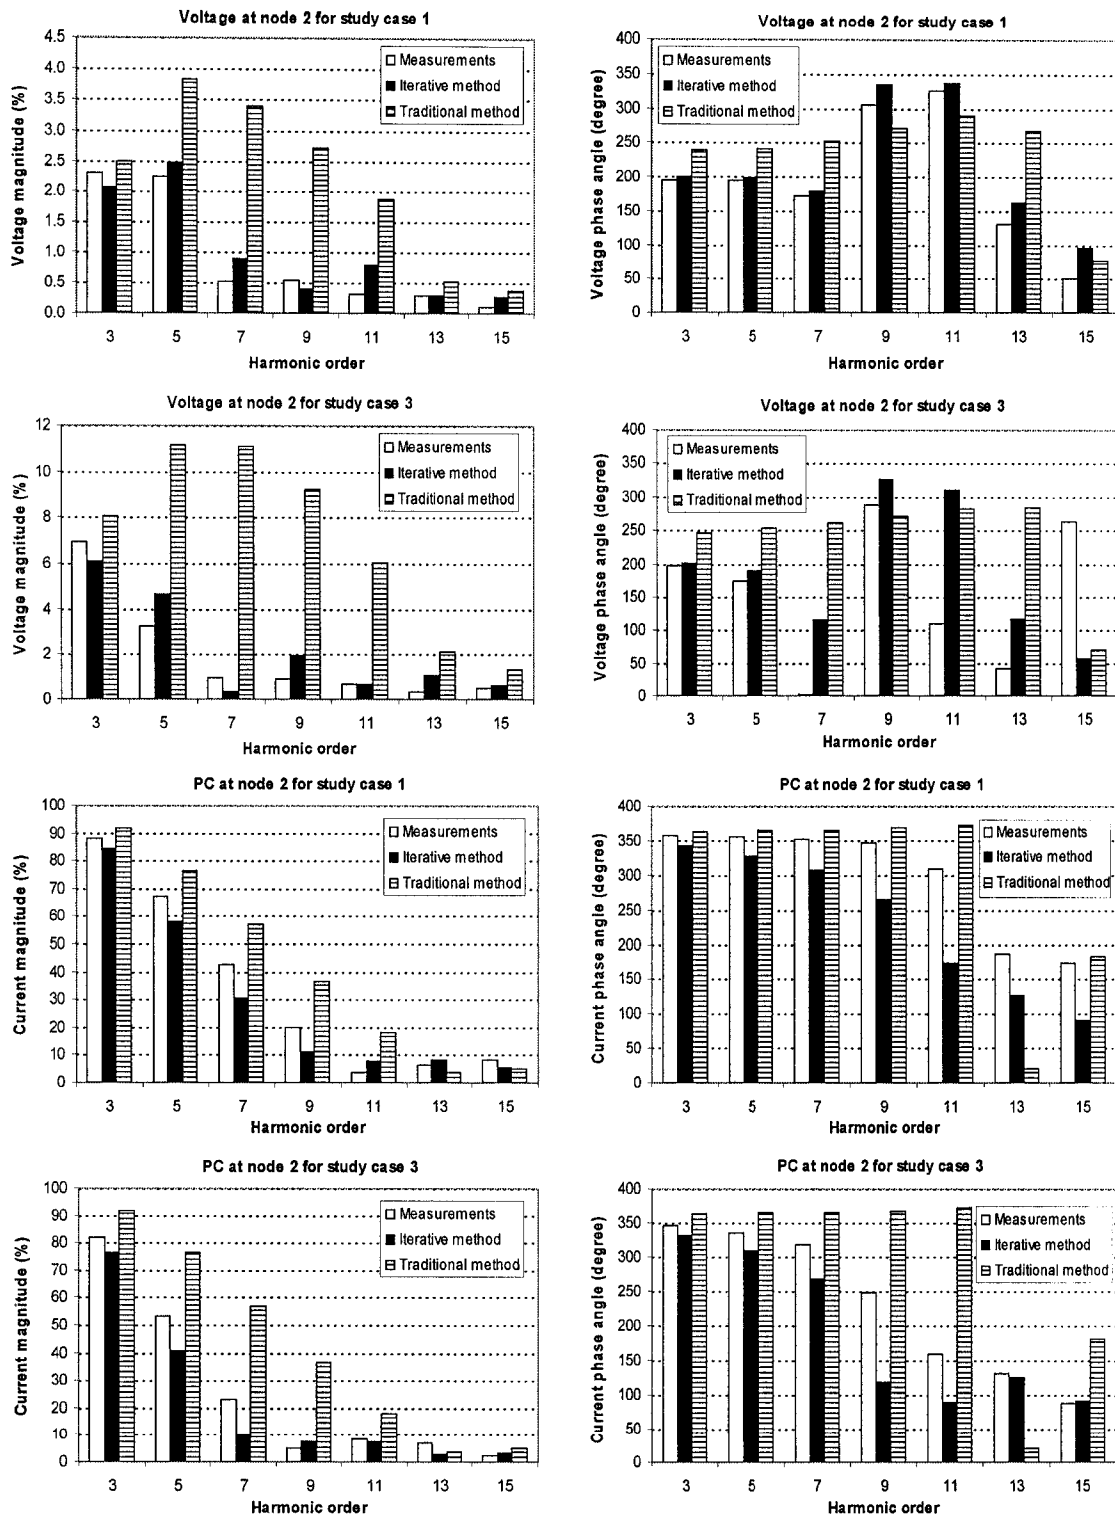 Voltage at node 2 for study case 1
Voltage magnitude (%)
4.5
4.0
3.5
3.0
2.5
2.0
1.5
1.0
0.5
0.0
Measurements
Iterative method
Traditional method
3 5 7 9 11 13 15
Harmonic order
Voltage at node 2 for study case 1
Voltage phase angle (degree)
400
350
300
250
200
150
100
50
0
Measurements
Iterative method
Traditional method
3 5 7 9 11 13 15
Harmonic order
Voltage at node 2 for study case 3
Voltage magnitude (%)
12
10
8
6
4
2
0
Measurements
Iterative method
Traditional method
3 5 7 9 11 13 15
Harmonic order
Voltage at node 2 for study case 3
Voltage phase angle (degree)
400
350
300
250
200
150
100
50
0
Measurements
Iterative method
Traditional method
3 5 7 9 11 13 15
Harmonic order
PC at node 2 for study case 1
Current magnitude (%)
100
90
80
70
60
50
40
30
20
10
0
Measurements
Iterative method
Traditional method
3 5 7 9 11 13 15
Harmonic order
PC at node 2 for study case 1
Current phase angle (degree)
400
350
300
250
200
150
100
50
0
Measurements
Iterative method
Traditional method
3 5 7 9 11 13 15
Harmonic order
PC at node 2 for study case 3
Current magnitude (%)
100
90
80
70
60
50
40
30
20
10
0
Measurements
Iterative method
Traditional method
3 5 7 9 11 13 15
Harmonic order
PC at node 2 for study case 3
Current phase angle (degree)
400
350
300
250
200
150
100
50
0
Measurements
Iterative method
Traditional method
3 5 7 9 11 13 15
Harmonic order